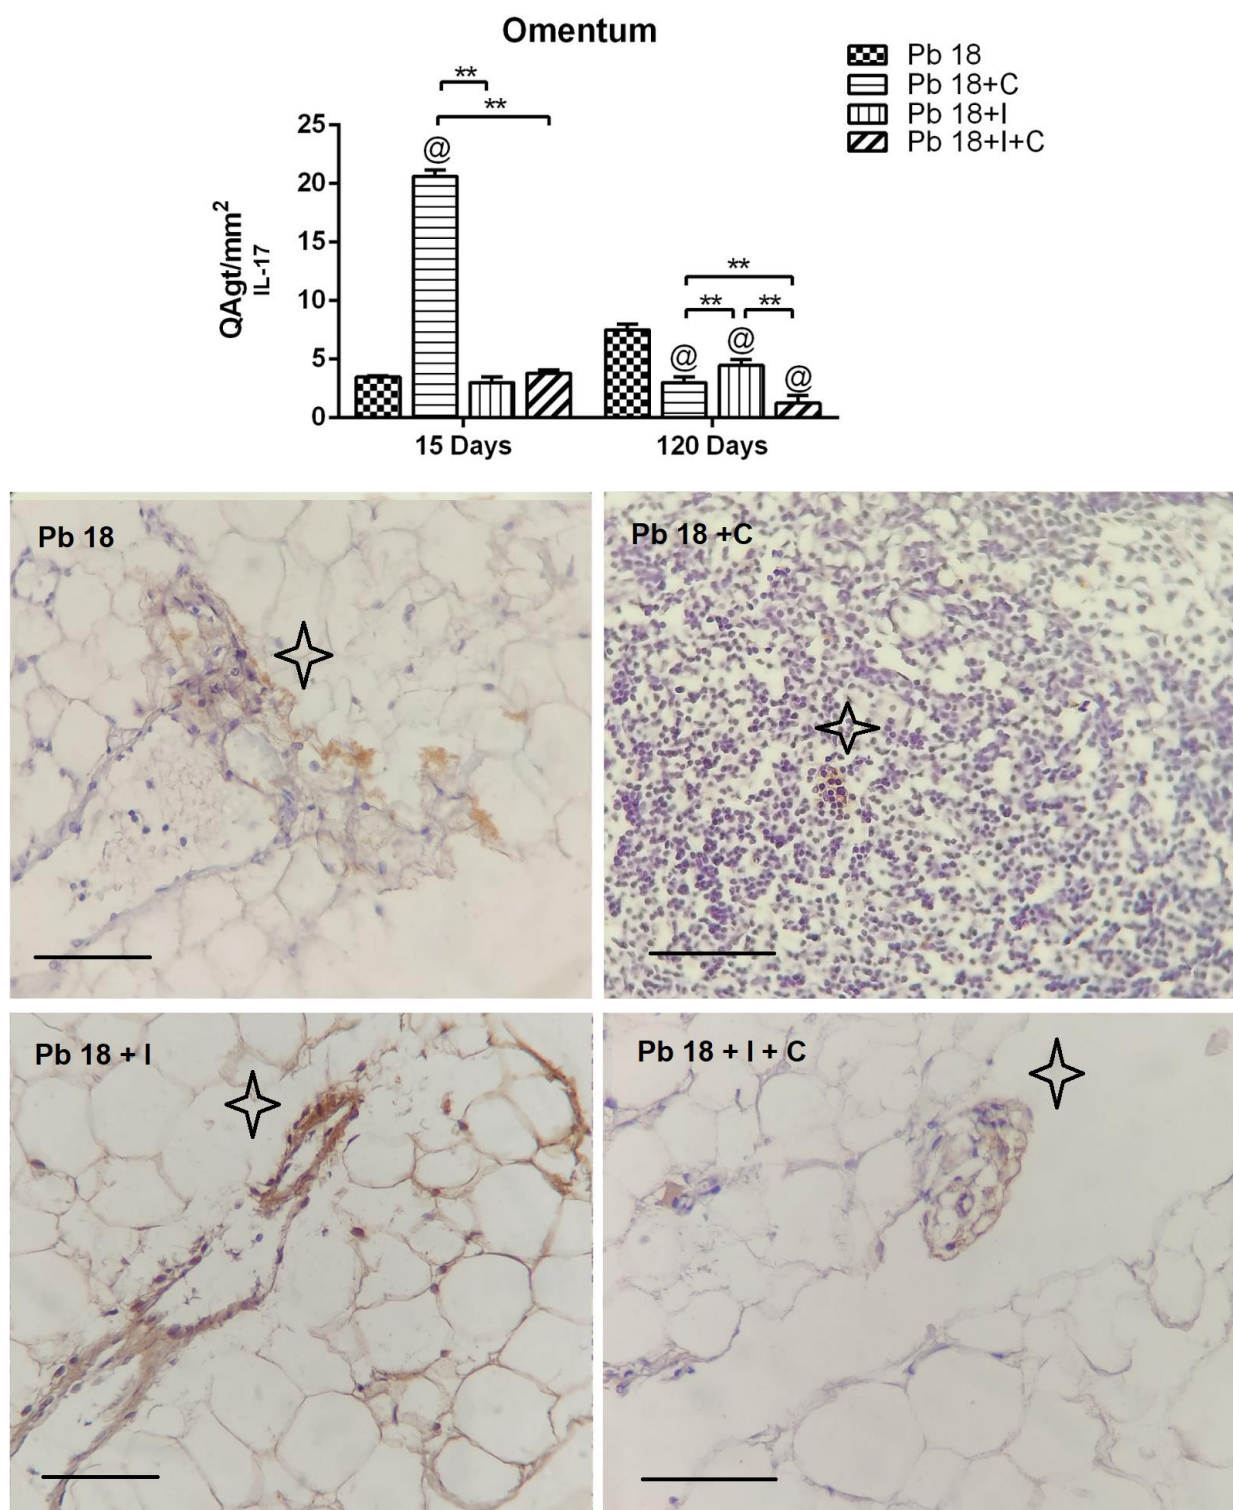 Omentum
Pb 18
Pb 18+C
Pb 18+I
Pb 18+I+C
**
**
25
20
15
10
5
0
QAgt/mm²
IL-17
@
**
**
**
@
@
@
15 Days
120 Days
Pb 18
Pb 18 +C
Pb 18 + I
Pb 18 + I + C